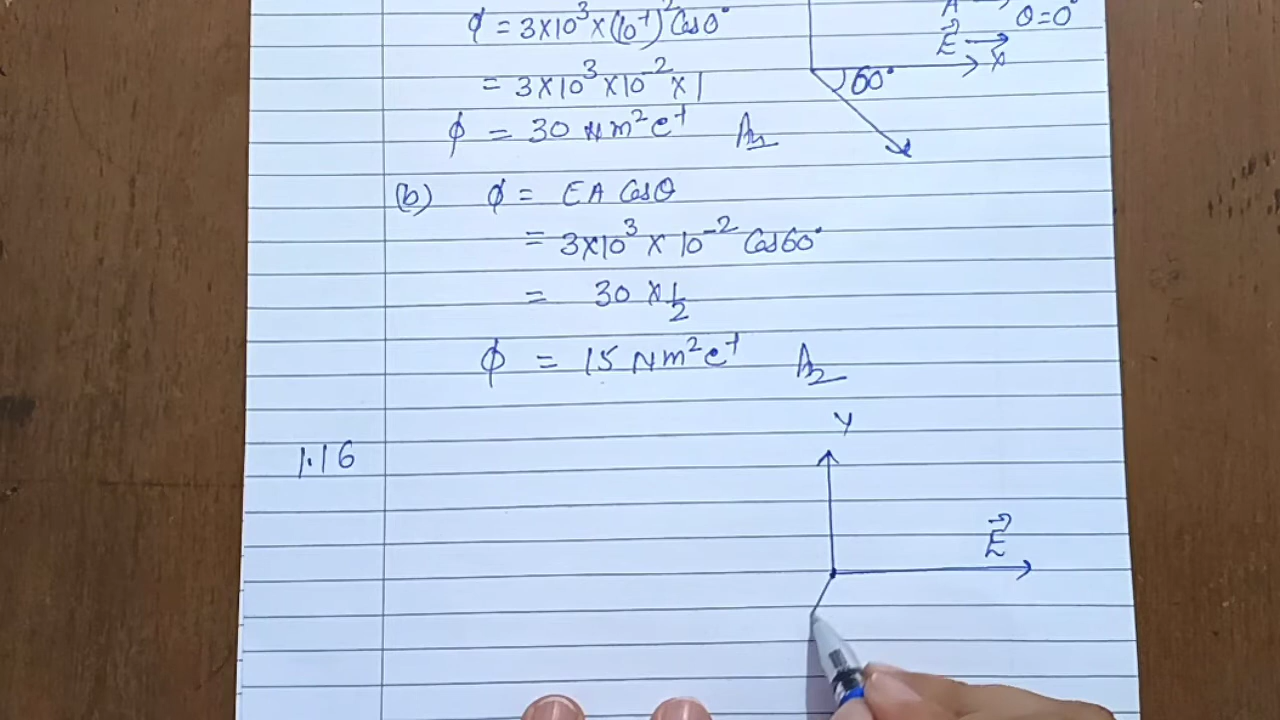 ϕ = 3×10³ × (10⁻¹)² Cos0°
A⃗ → θ=0°
E⃗ → x
= 3×10³×10⁻² × 1
60°
ϕ = 30 Nm²C⁻¹ Ans
(b) ϕ = EA Cosθ
= 3×10³ × 10⁻² Cos60°
= 30 × 1/2
ϕ = 15 Nm²C⁻¹ Ans
y
1.16
E⃗